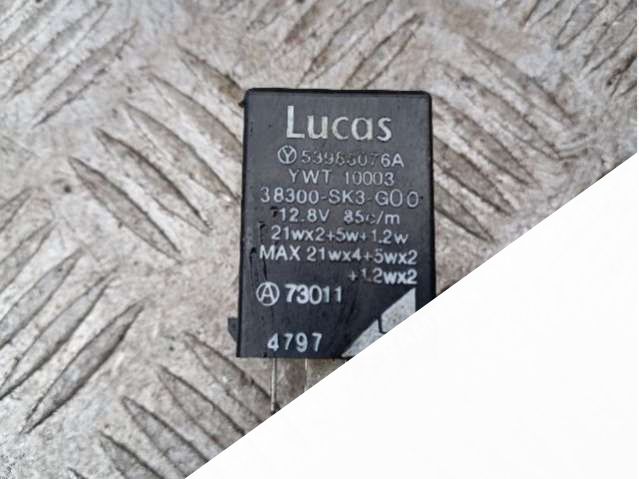 Lucas
Ⓨ 53985076A
YWT 10003
38300-SK3-G00
12.8V 85c/m
21wx2+5w+1.2w
MAX 21wx4+5wx2
+1.2wx2
Ⓐ 73011
4797